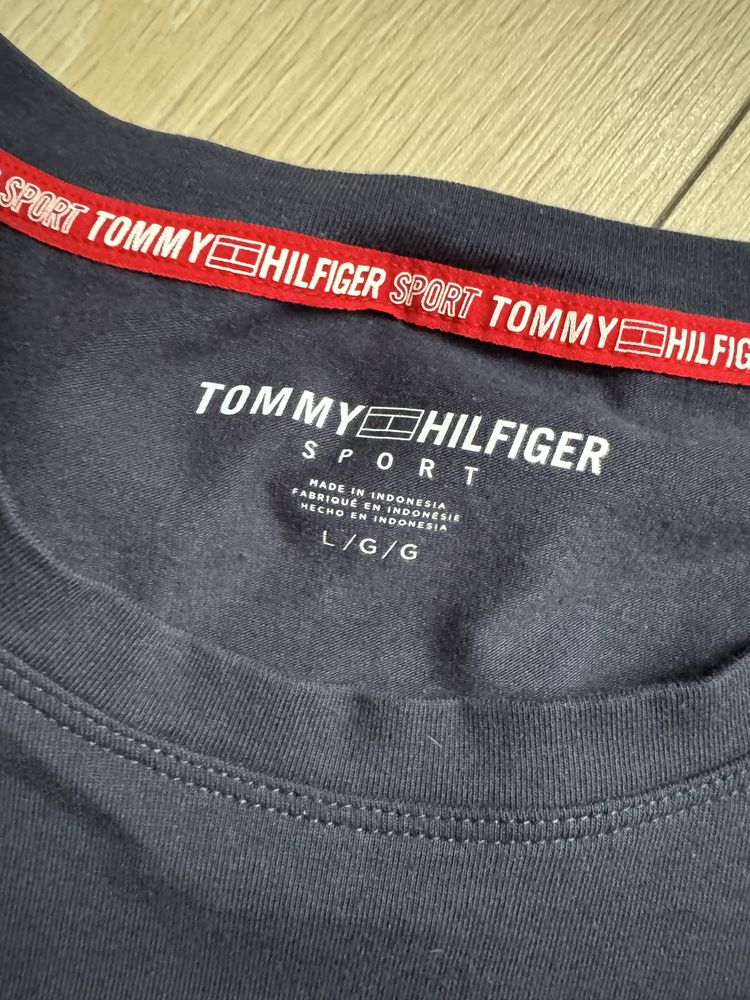 SPORT TOMMY HILFIGER SPORT TOMMY HILFIG
TOMMY HILFIGER
SPORT
MADE IN INDONESIA
FABRIQUÉ EN INDONÉSIE
HECHO EN INDONESIA
L/G/G